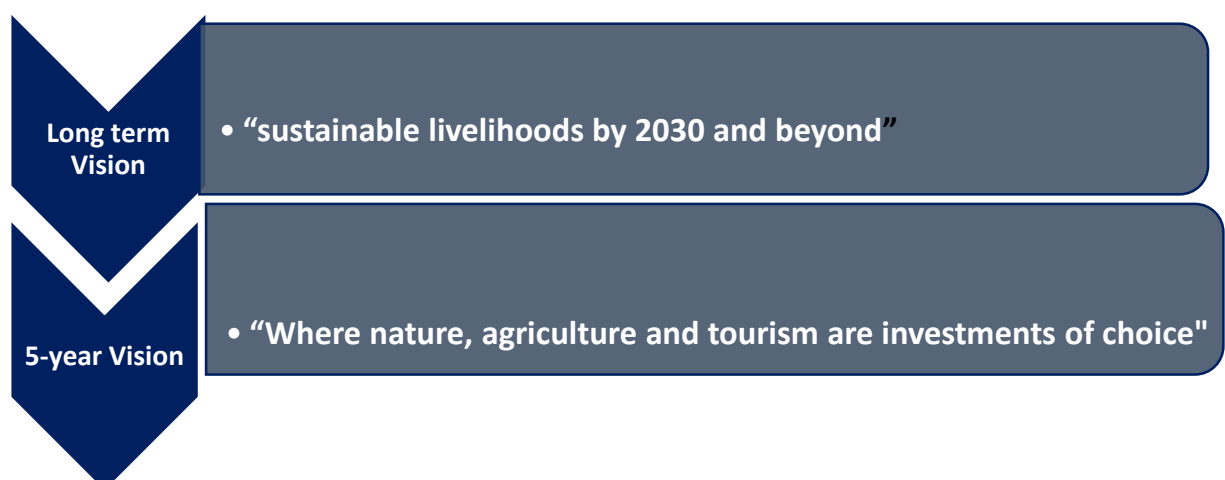 Long term
Vision
• “sustainable livelihoods by 2030 and beyond”
5-year Vision
• “Where nature, agriculture and tourism are investments of choice"